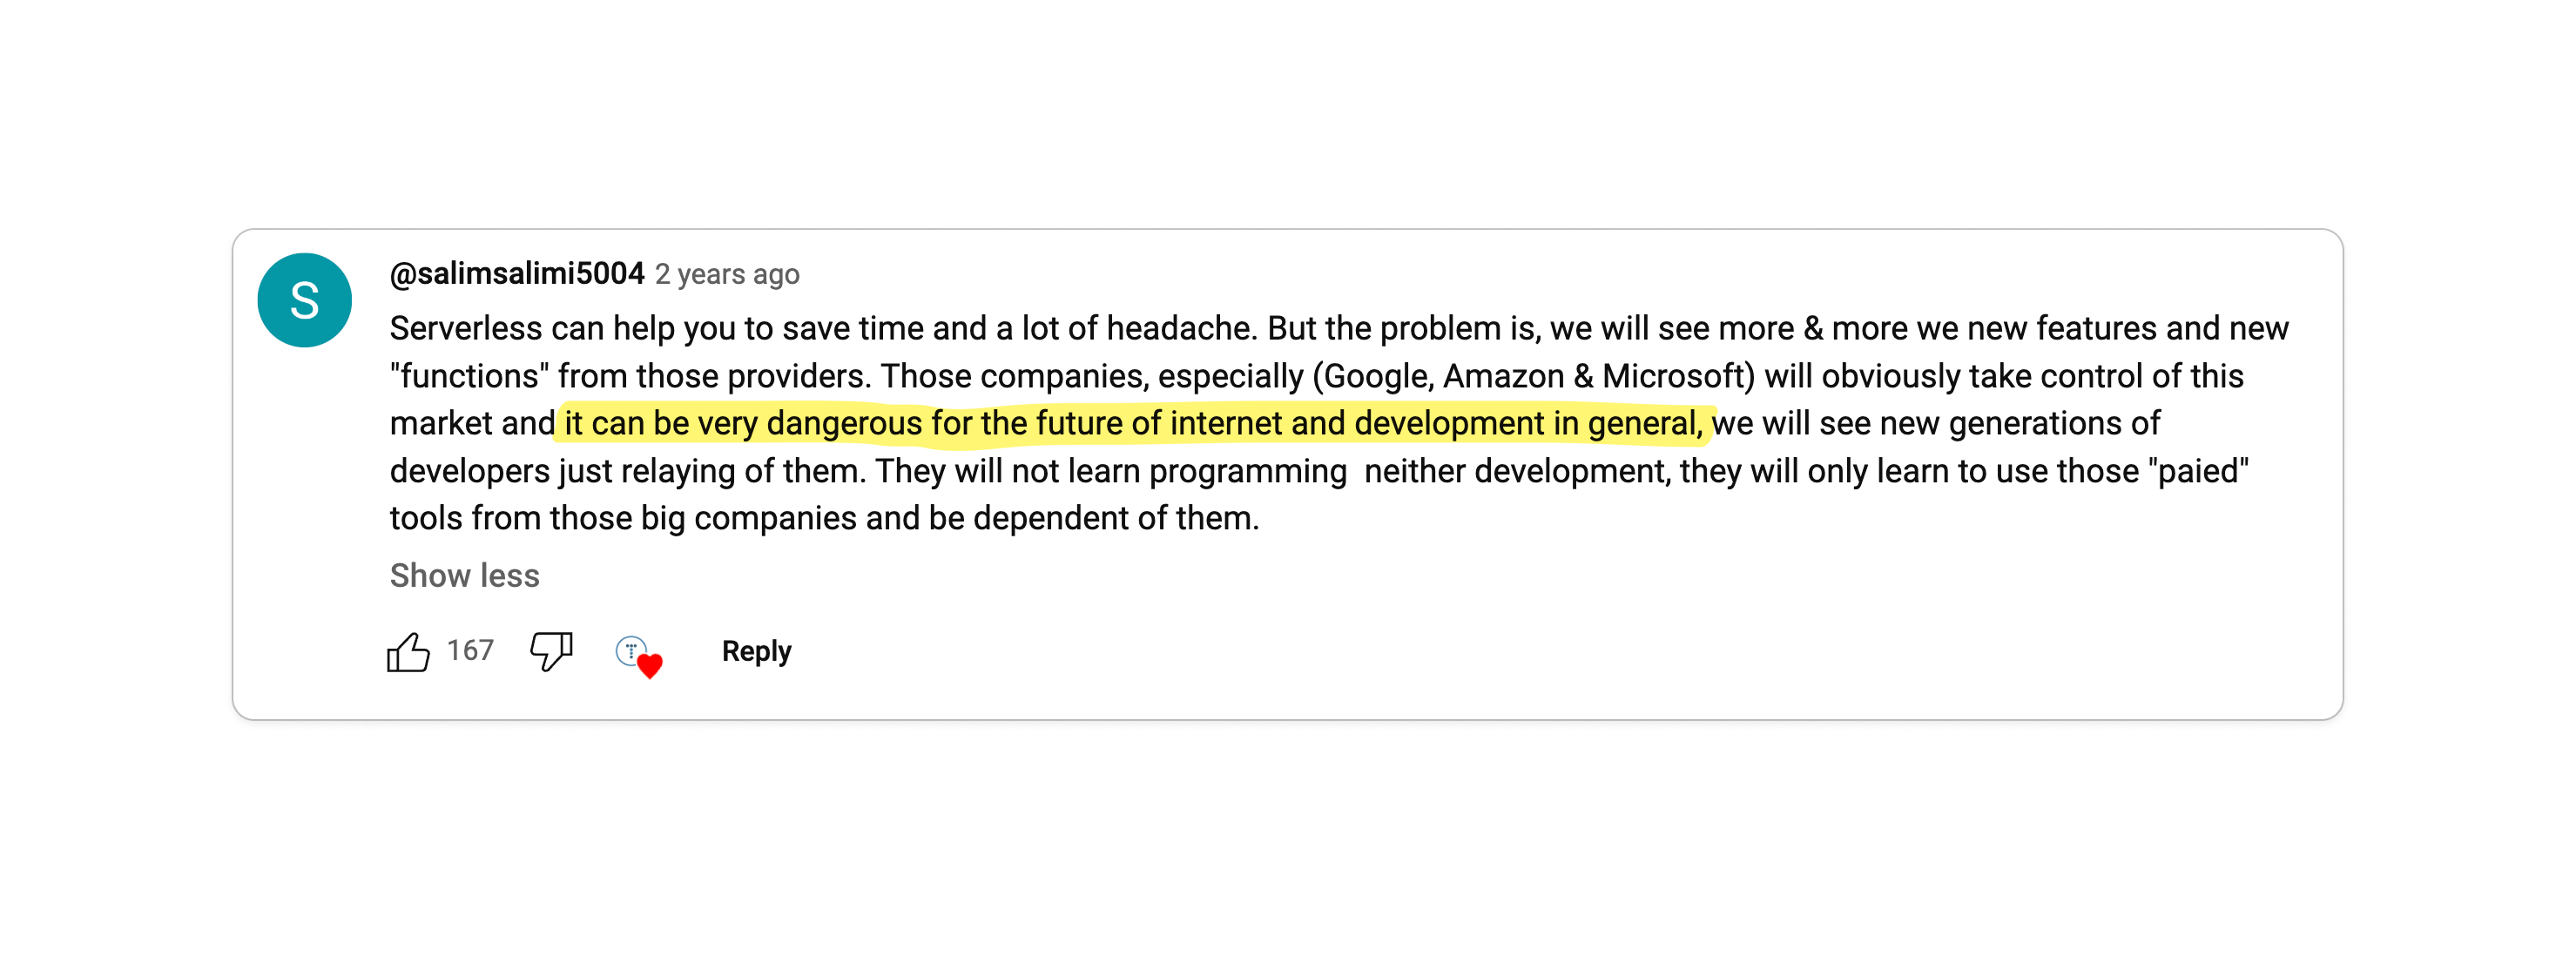 S
@salimsalimi5004 2 years ago
Serverless can help you to save time and a lot of headache. But the problem is, we will see more & more we new features and new
"functions" from those providers. Those companies, especially (Google, Amazon & Microsoft) will obviously take control of this
market and it can be very dangerous for the future of internet and development in general, we will see new generations of
developers just relaying of them. They will not learn programming  neither development, they will only learn to use those "paied"
tools from those big companies and be dependent of them.
Show less
167 T Reply